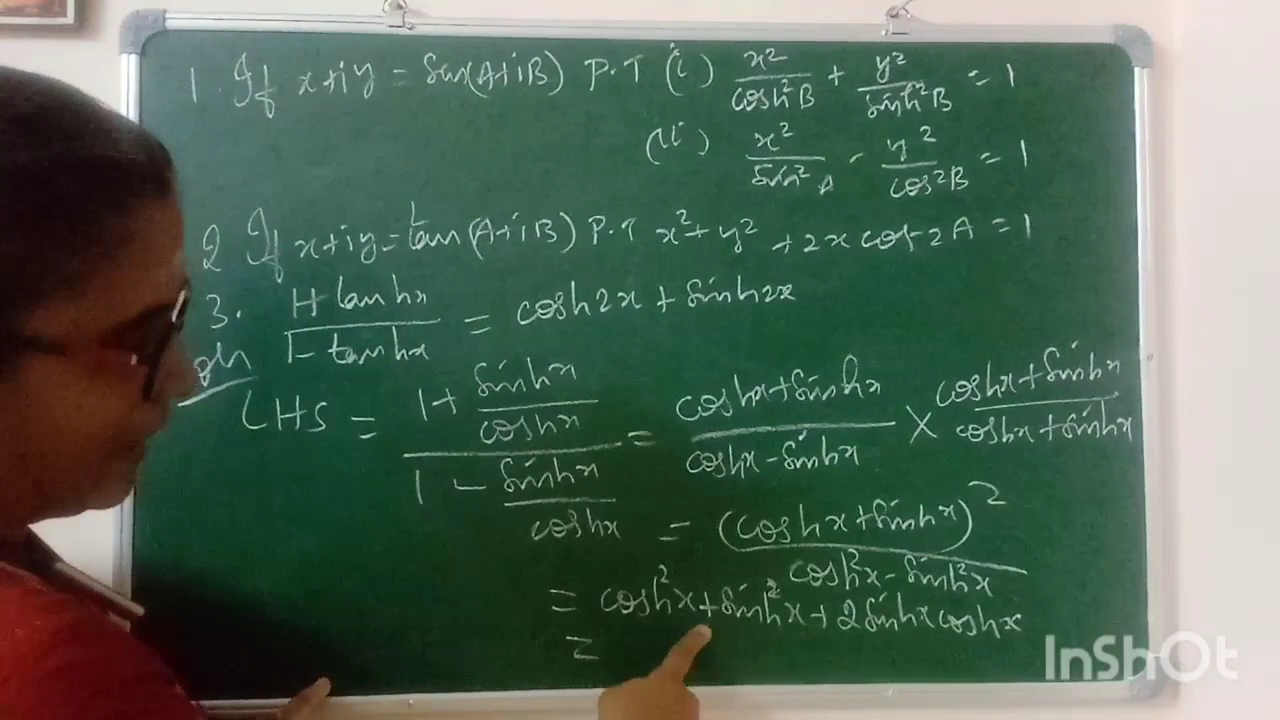 1. If x+iy = Sin(A+iB) P.T (i) x²/cosh²B + y²/sinh²B = 1
(ii) x²/Sin²A - y²/cos²B = 1
2 If x+iy = tan(A+iB) P.T x²+y² + 2x cot 2A = 1
3. 1+tanhx / 1-tanhx = cosh2x + sinh2x
Soln
LHS = 1+ sinhx/coshx / 1 - sinhx/coshx = coshx+sinhx / coshx-sinhx × coshx+sinhx / coshx+sinhx
= (coshx+sinhx)² / cosh²x - sinh²x
= cosh²x+sinh²x+2sinhxcoshx
=
InShOt